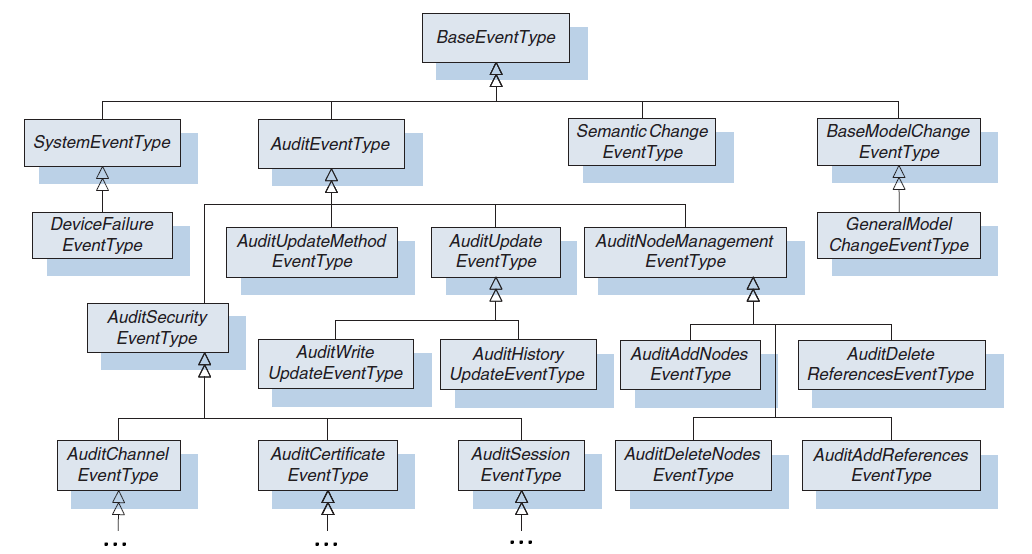 BaseEventType
SystemEventType
AuditEventType
Semantic Change
EventType
BaseModelChange
EventType
DeviceFailure
EventType
AuditUpdateMethod
EventType
AuditUpdate
EventType
AuditNodeManagement
EventType
GeneralModel
ChangeEventType
AuditSecurity
EventType
AuditWrite
UpdateEventType
AuditHistory
UpdateEventType
AuditAddNodes
EventType
AuditDelete
ReferencesEventType
AuditChannel
EventType
AuditCertificate
EventType
AuditSession
EventType
AuditDeleteNodes
EventType
AuditAddReferences
EventType
...
...
...